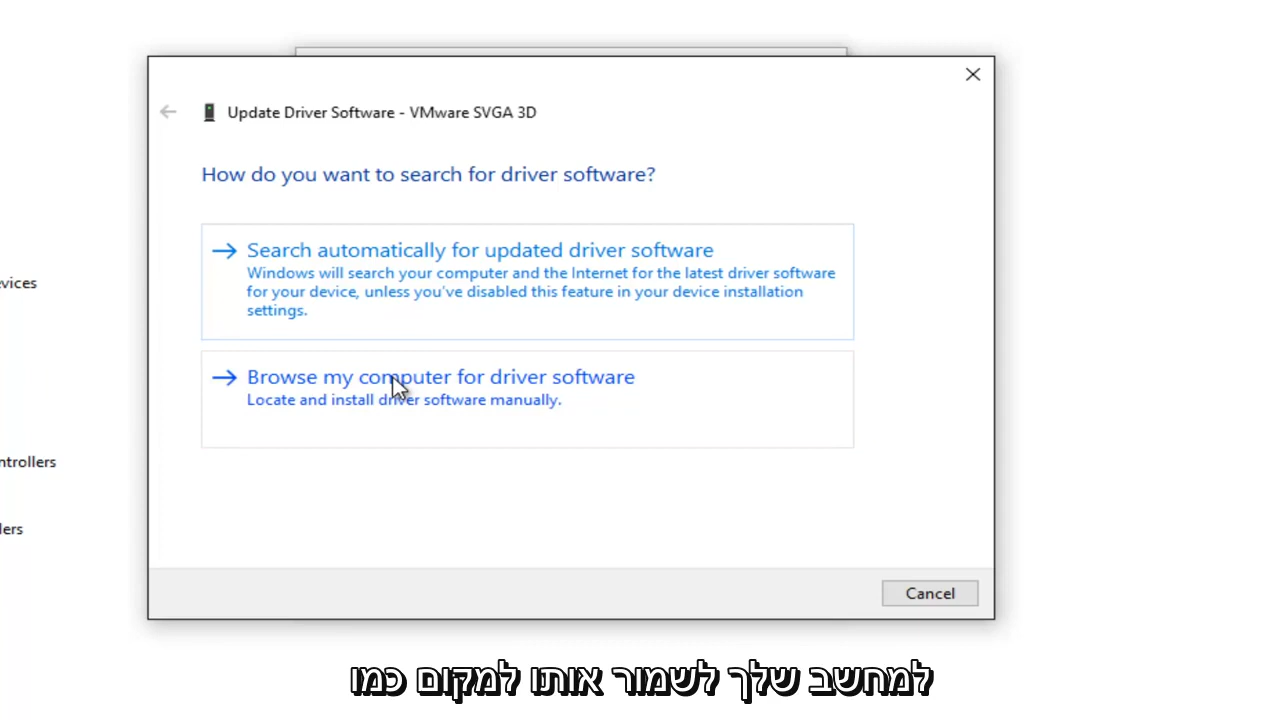 Update Driver Software - VMware SVGA 3D
How do you want to search for driver software?
Search automatically for updated driver software
Windows will search your computer and the Internet for the latest driver software
for your device, unless you've disabled this feature in your device installation
settings.
vices
Browse my computer for driver software
Locate and install driver software manually.
ntrollers
lers
Cancel
למחשב שלך לשמור אותו למקום כמו